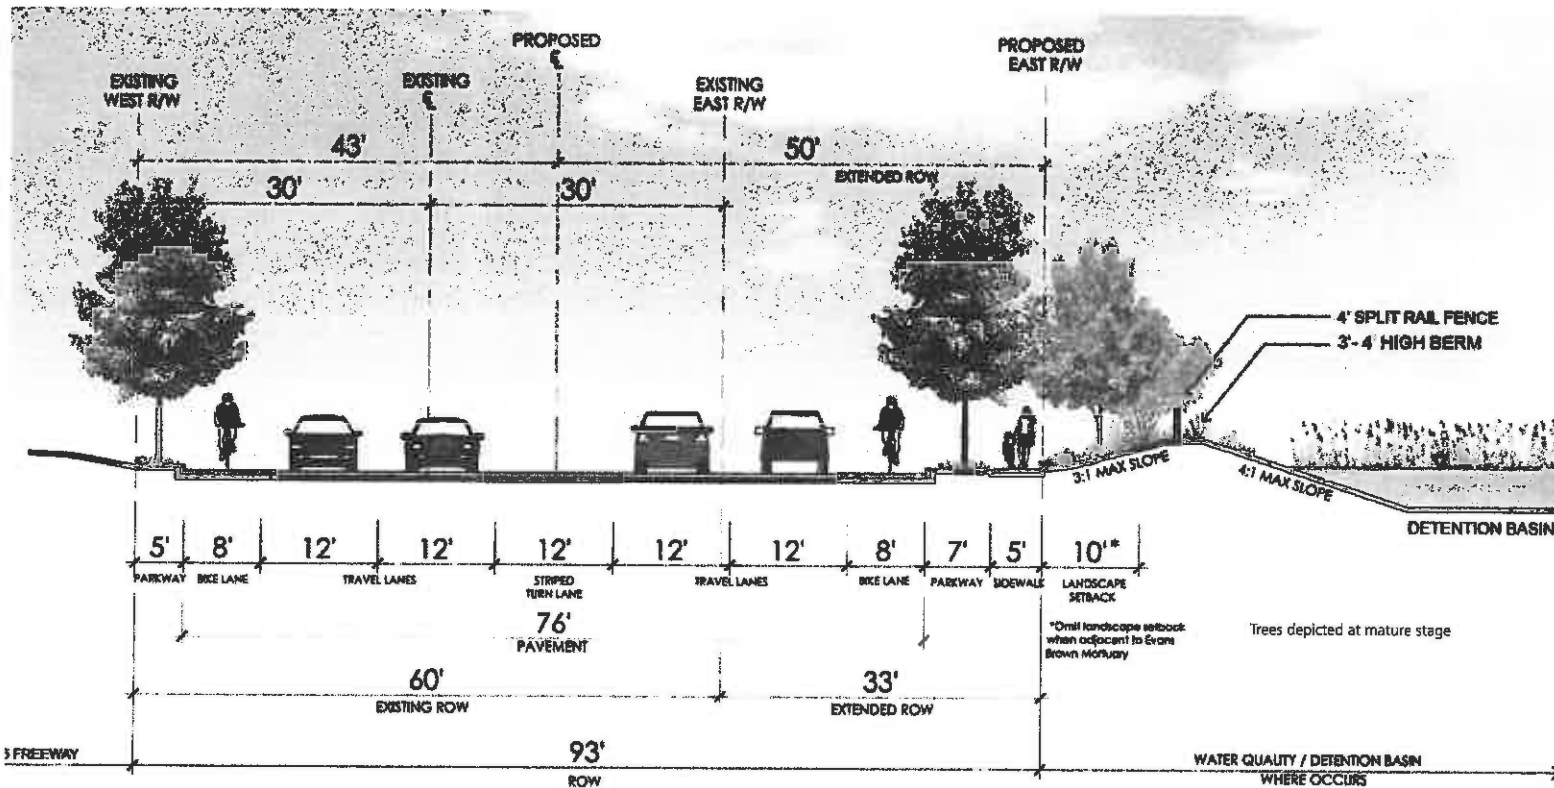 PROPOSED
℄
PROPOSED
EAST R/W
EXISTING
WEST R/W
EXISTING
℄
EXISTING
EAST R/W
43'
50'
EXTENDED ROW
30'
30'
4' SPLIT RAIL FENCE
3'- 4' HIGH BERM
3:1 MAX SLOPE
4:1 MAX SLOPE
DETENTION BASIN
5'
8'
12'
12'
12'
12'
12'
8'
7'
5'
10'*
PARKWAY
BIKE LANE
TRAVEL LANES
STRIPED
TURN LANE
TRAVEL LANES
BIKE LANE
PARKWAY
SIDEWALK
LANDSCAPE
SETBACK
76'
PAVEMENT
*Omit landscape setback
when adjacent to Evans
Brown Mortuary
Trees depicted at mature stage
60'
EXISTING ROW
33'
EXTENDED ROW
FREEWAY
93'
ROW
WATER QUALITY / DETENTION BASIN
WHERE OCCURS